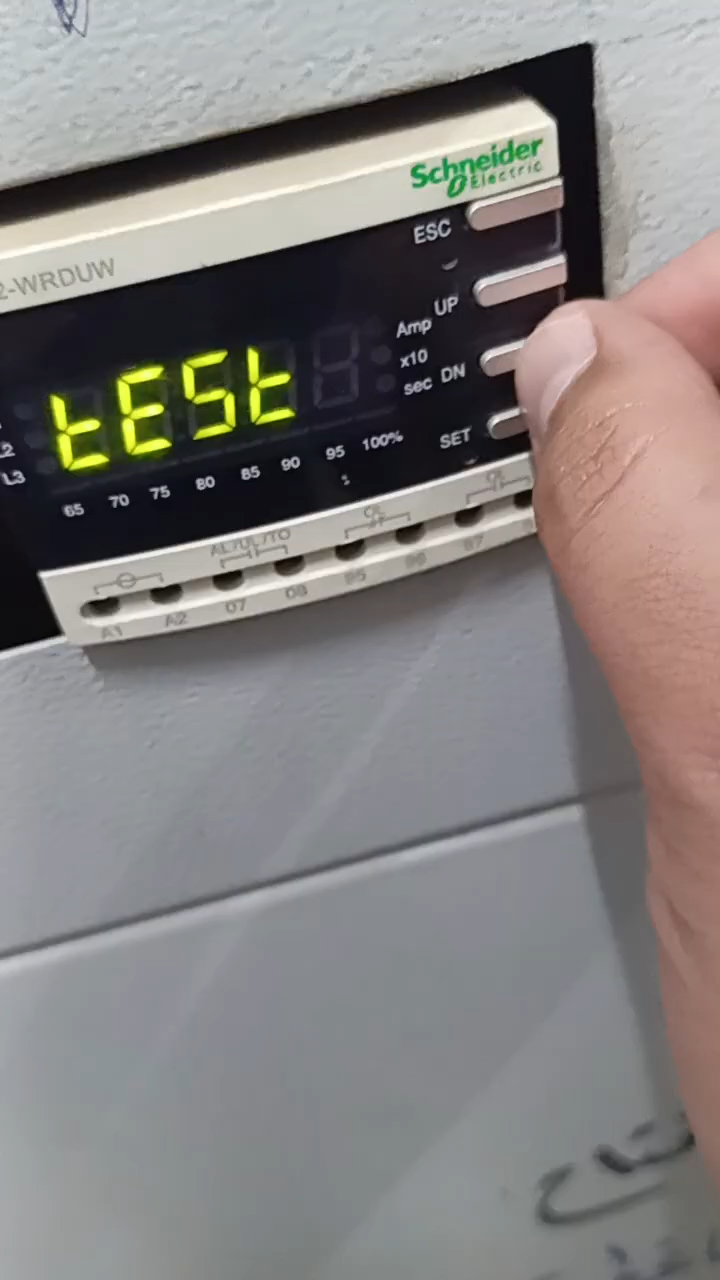 Schneider
Electric
ESC
2-WRDUW
UP
Amp
x10
sec DN
tESt
L2
L3
SET
65 70 75 80 85 90 95 100%
AL/UL/TO
A1 A2 07 08 95 96 97